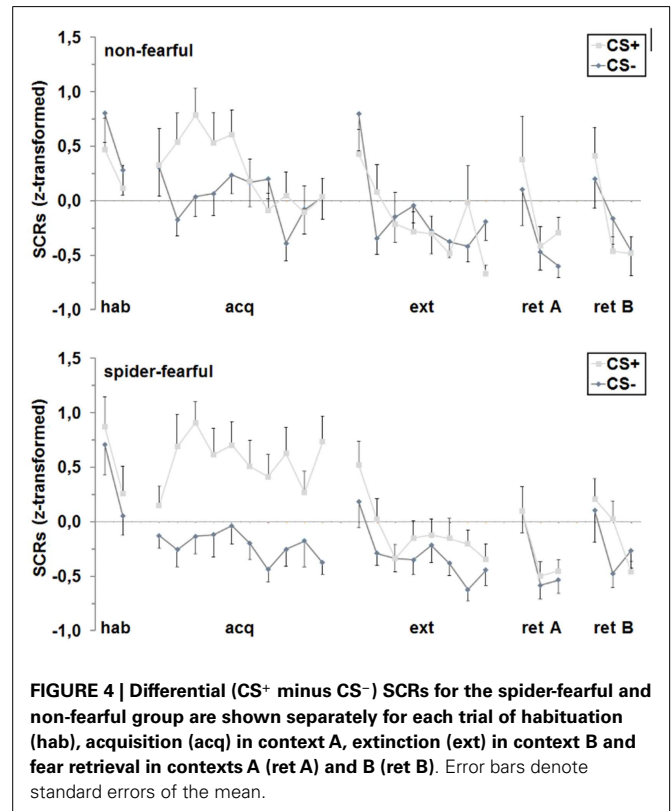 1,5
non-fearful
CS+
CS-
1,0
0,5
0,0
-0,5
-1,0
SCRs (z-transformed)
hab
acq
ext
ret A
ret B
1,5
spider-fearful
CS+
CS-
1,0
0,5
0,0
-0,5
-1,0
SCRs (z-transformed)
hab
acq
ext
ret A
ret B
FIGURE 4 | Differential (CS+ minus CS−) SCRs for the spider-fearful and
non-fearful group are shown separately for each trial of habituation
(hab), acquisition (acq) in context A, extinction (ext) in context B and
fear retrieval in contexts A (ret A) and B (ret B). Error bars denote
standard errors of the mean.